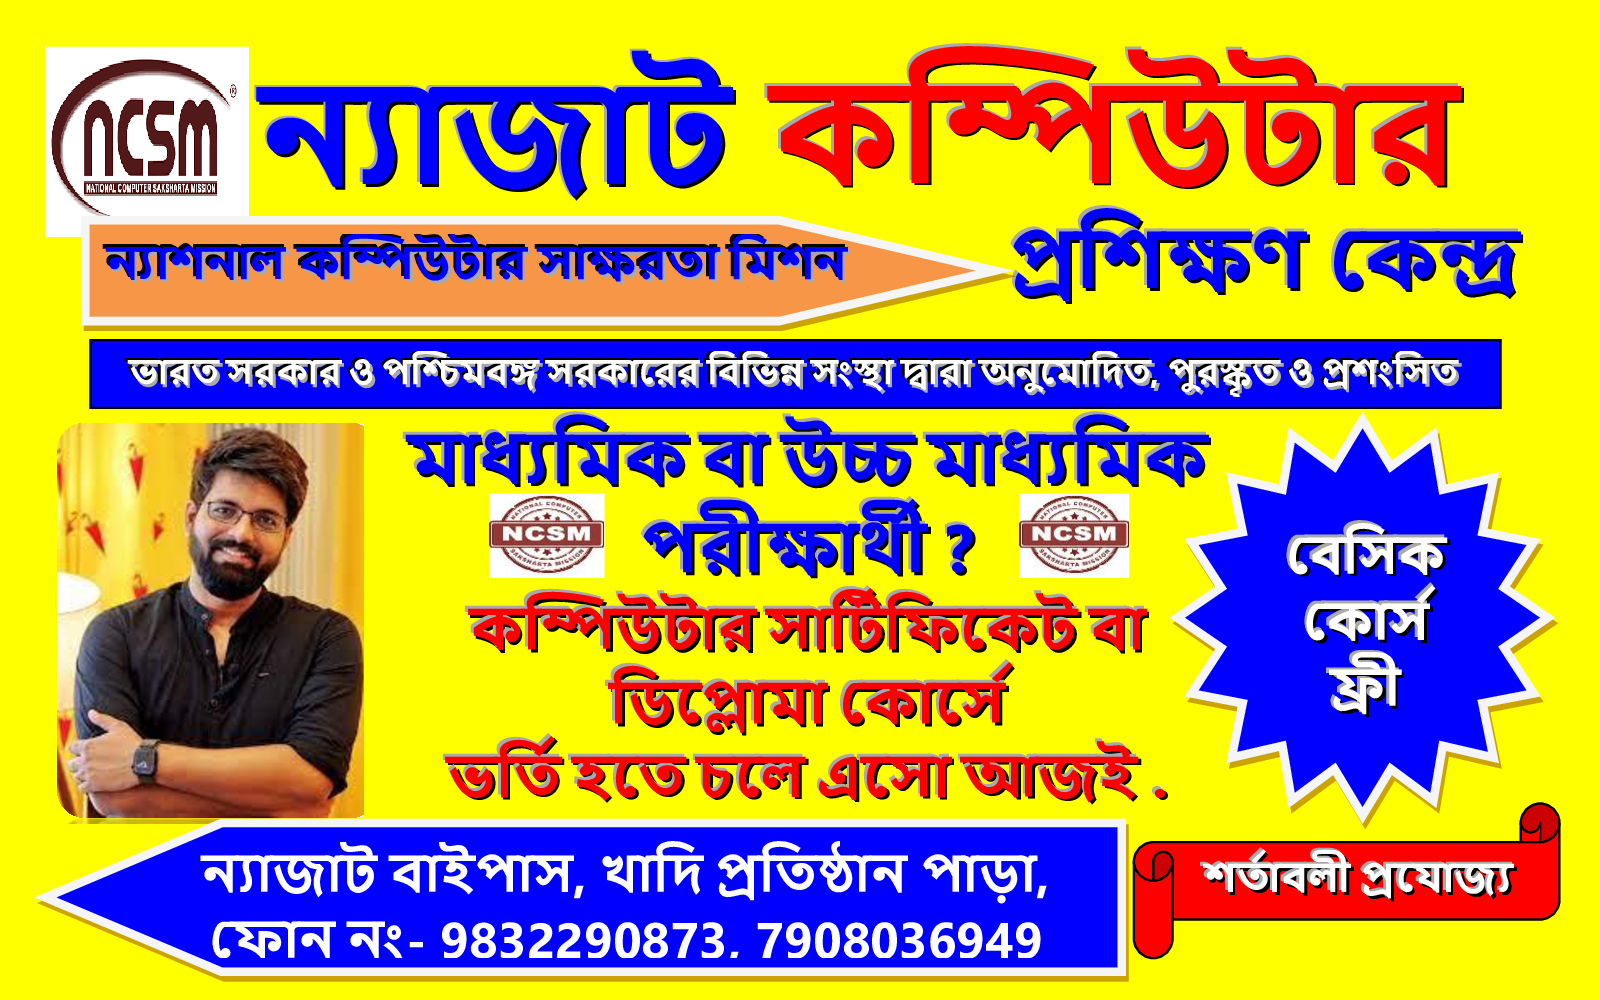 ncsm®
NATIONAL COMPUTER SAKSHARTA MISSION
ন্যাজাট কম্পিউটার
প্রশিক্ষণ কেন্দ্র
ন্যাশনাল কম্পিউটার সাক্ষরতা মিশন
ভারত সরকার ও পশ্চিমবঙ্গ সরকারের বিভিন্ন সংস্থা দ্বারা অনুমোদিত, পুরস্কৃত ও প্রশংসিত
মাধ্যমিক বা উচ্চ মাধ্যমিক
পরীক্ষার্থী ?
NATIONAL COMPUTER
NCSM
SAKSHARTA MISSION
NATIONAL COMPUTER
NCSM
SAKSHARTA MISSION
কম্পিউটার সার্টিফিকেট বা
ডিপ্লোমা কোর্সে
ভর্তি হতে চলে এসো আজই .
বেসিক
কোর্স
ফ্রী
ন্যাজাট বাইপাস, খাদি প্রতিষ্ঠান পাড়া,
ফোন নং- 9832290873, 7908036949
শর্তাবলী প্রযোজ্য